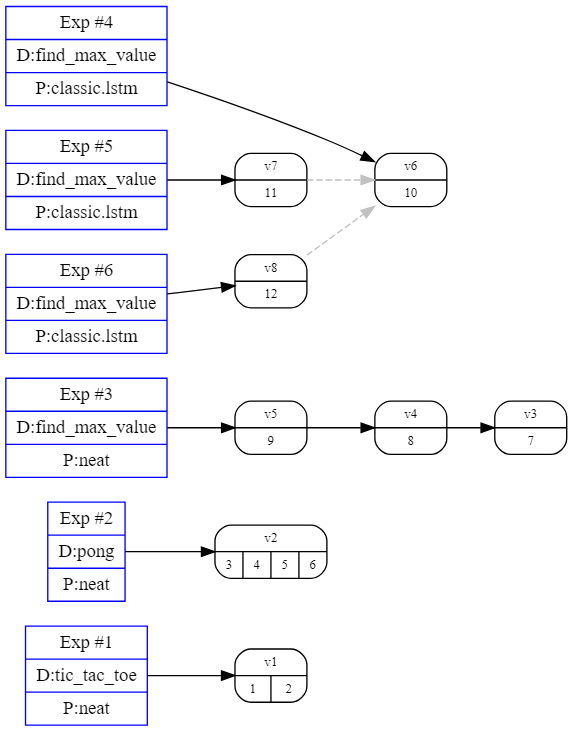 Exp #4
D:find_max_value
P:classic.lstm
Exp #5
D:find_max_value
P:classic.lstm
v7
11
v6
10
Exp #6
D:find_max_value
P:classic.lstm
v8
12
Exp #3
D:find_max_value
P:neat
v5
9
v4
8
v3
7
Exp #2
D:pong
P:neat
v2
3 4 5 6
Exp #1
D:tic_tac_toe
P:neat
v1
1 2